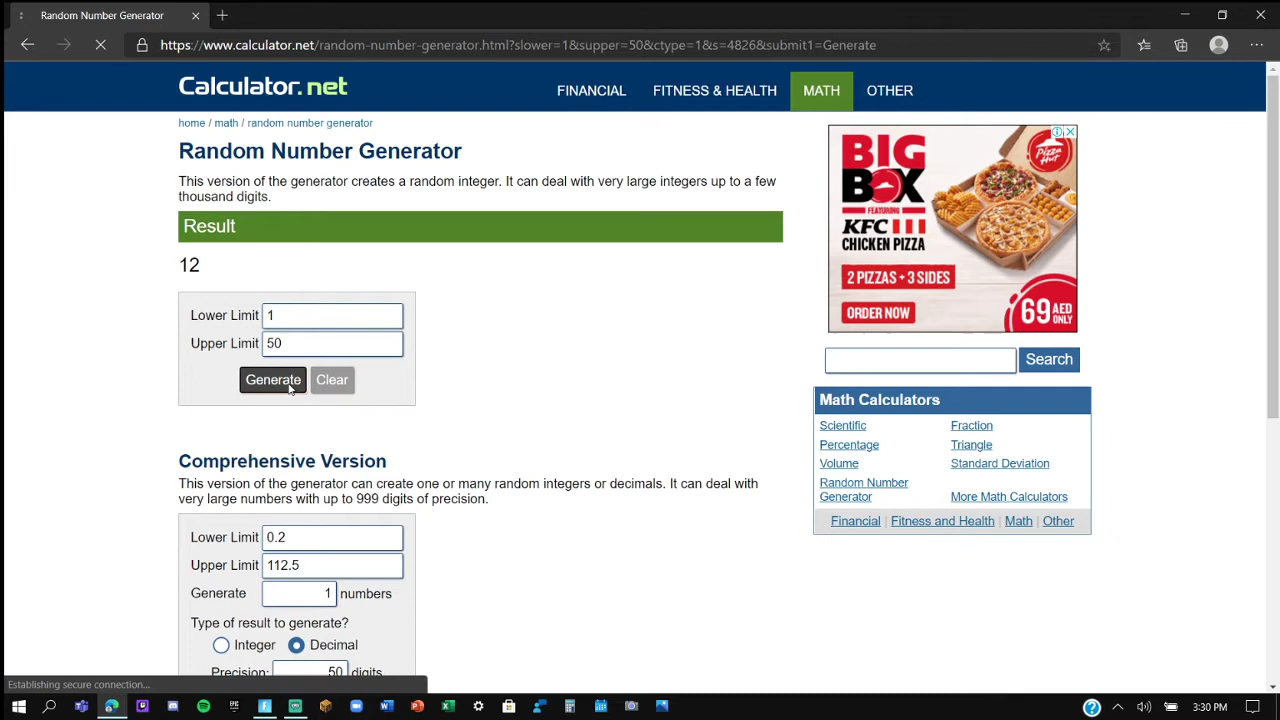 Random Number Generator
https://www.calculator.net/random-number-generator.html?slower=1&supper=50&ctype=1&s=4826&submit1=Generate
Calculator.net
FINANCIAL FITNESS & HEALTH MATH OTHER
home / math / random number generator
Random Number Generator
This version of the generator creates a random integer. It can deal with very large integers up to a few
thousand digits.
Result
12
Lower Limit 1
Upper Limit 50
Generate Clear
Comprehensive Version
This version of the generator can create one or many random integers or decimals. It can deal with
very large numbers with up to 999 digits of precision.
Lower Limit 0.2
Upper Limit 112.5
Generate 1 numbers
Type of result to generate?
Integer Decimal
Precision: 50 digits
BIG
BOX
FEATURING
KFC
CHICKEN PIZZA
2 PIZZAS + 3 SIDES
ORDER NOW
69 AED
ONLY
Pizza
Hut
Search
Math Calculators
Scientific Fraction
Percentage Triangle
Volume Standard Deviation
Random Number
Generator More Math Calculators
Financial | Fitness and Health | Math | Other
Establishing secure connection...
3:30 PM